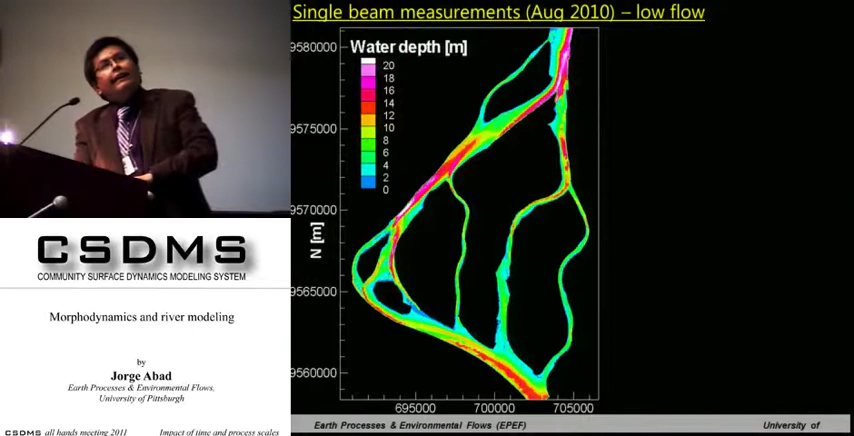 Single beam measurements (Aug 2010) – low flow
Water depth [m]
20
18
16
14
12
10
8
6
4
2
0
9580000
9575000
9570000
9565000
9560000
N [m]
695000 700000 705000
Earth Processes & Environmental Flows (EPEF) University of
CSDMS
COMMUNITY SURFACE DYNAMICS MODELING SYSTEM
Morphodynamics and river modeling
by
Jorge Abad
Earth Processes & Environmental Flows,
University of Pittsburgh
CSDMS all hands meeting 2011 Impact of time and process scales